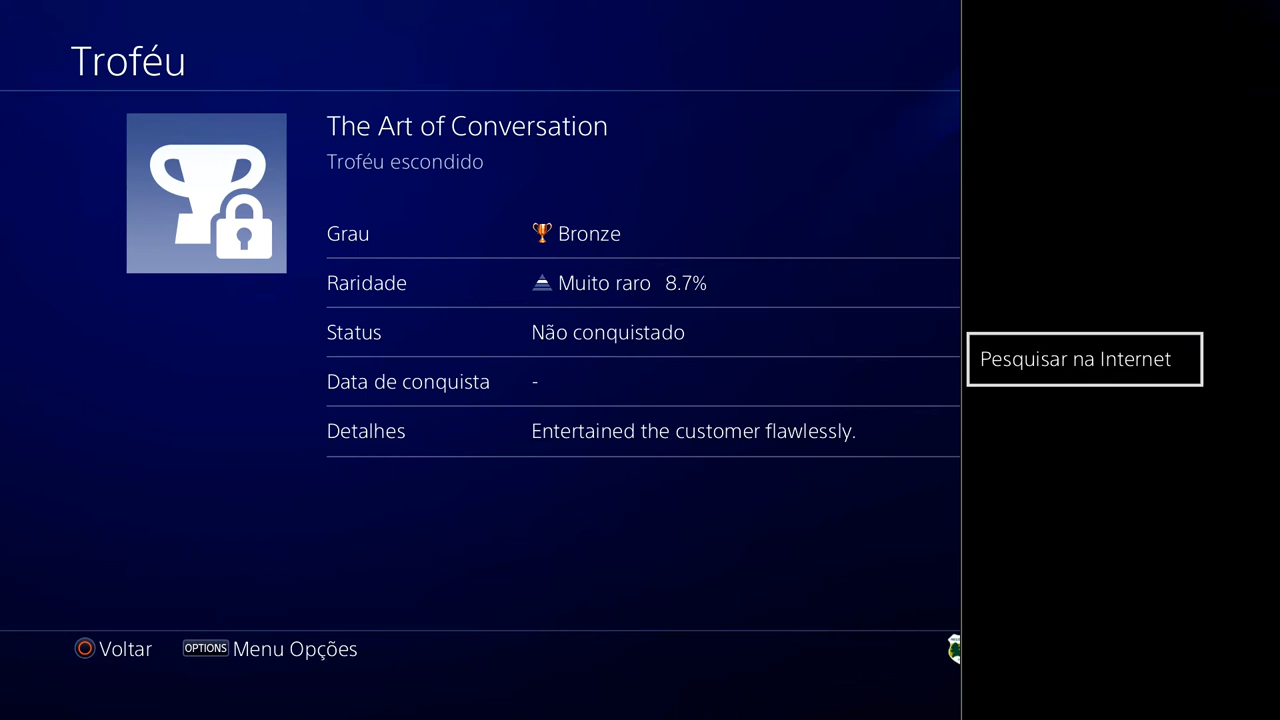 Troféu
The Art of Conversation
Troféu escondido
Grau Bronze
Raridade Muito raro 8.7%
Status Não conquistado
Data de conquista -
Detalhes Entertained the customer flawlessly.
Pesquisar na Internet
Voltar OPTIONS Menu Opções